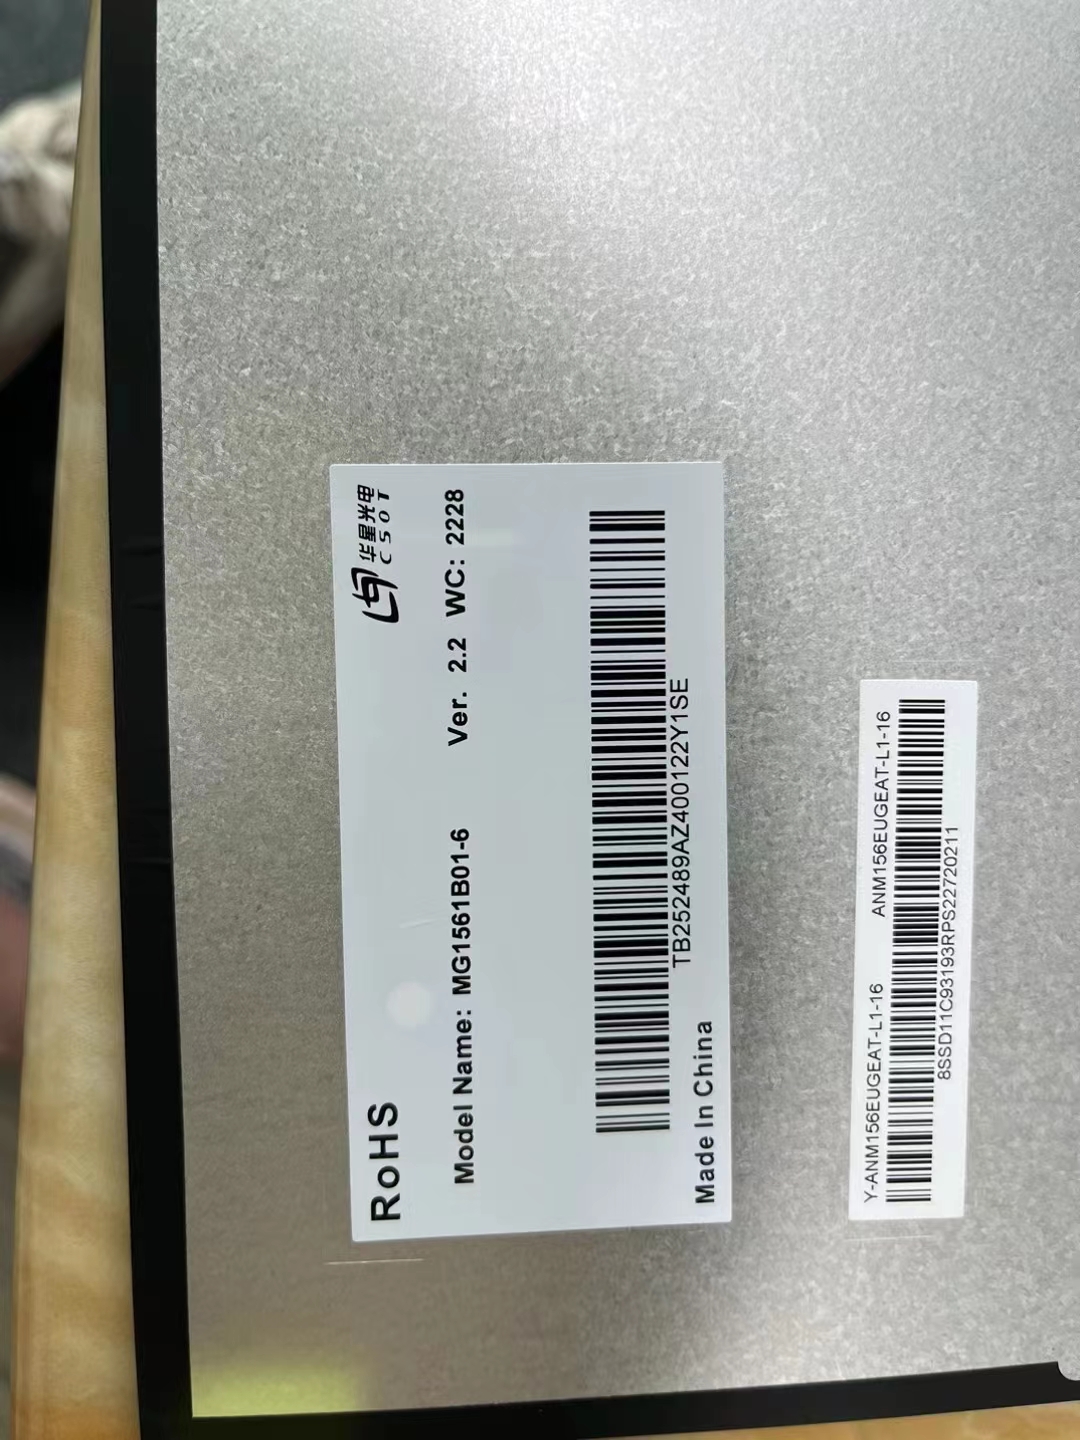 RoHS
华星光电
CSOT
Model Name: MG1561B01-6 Ver. 2.2 WC: 2228
TB252489AZ400122Y1SE
Made In China
Y-ANM156EUGEAT-L1-16 ANM156EUGEAT-L1-16
8SSD11C93193RPS22720211